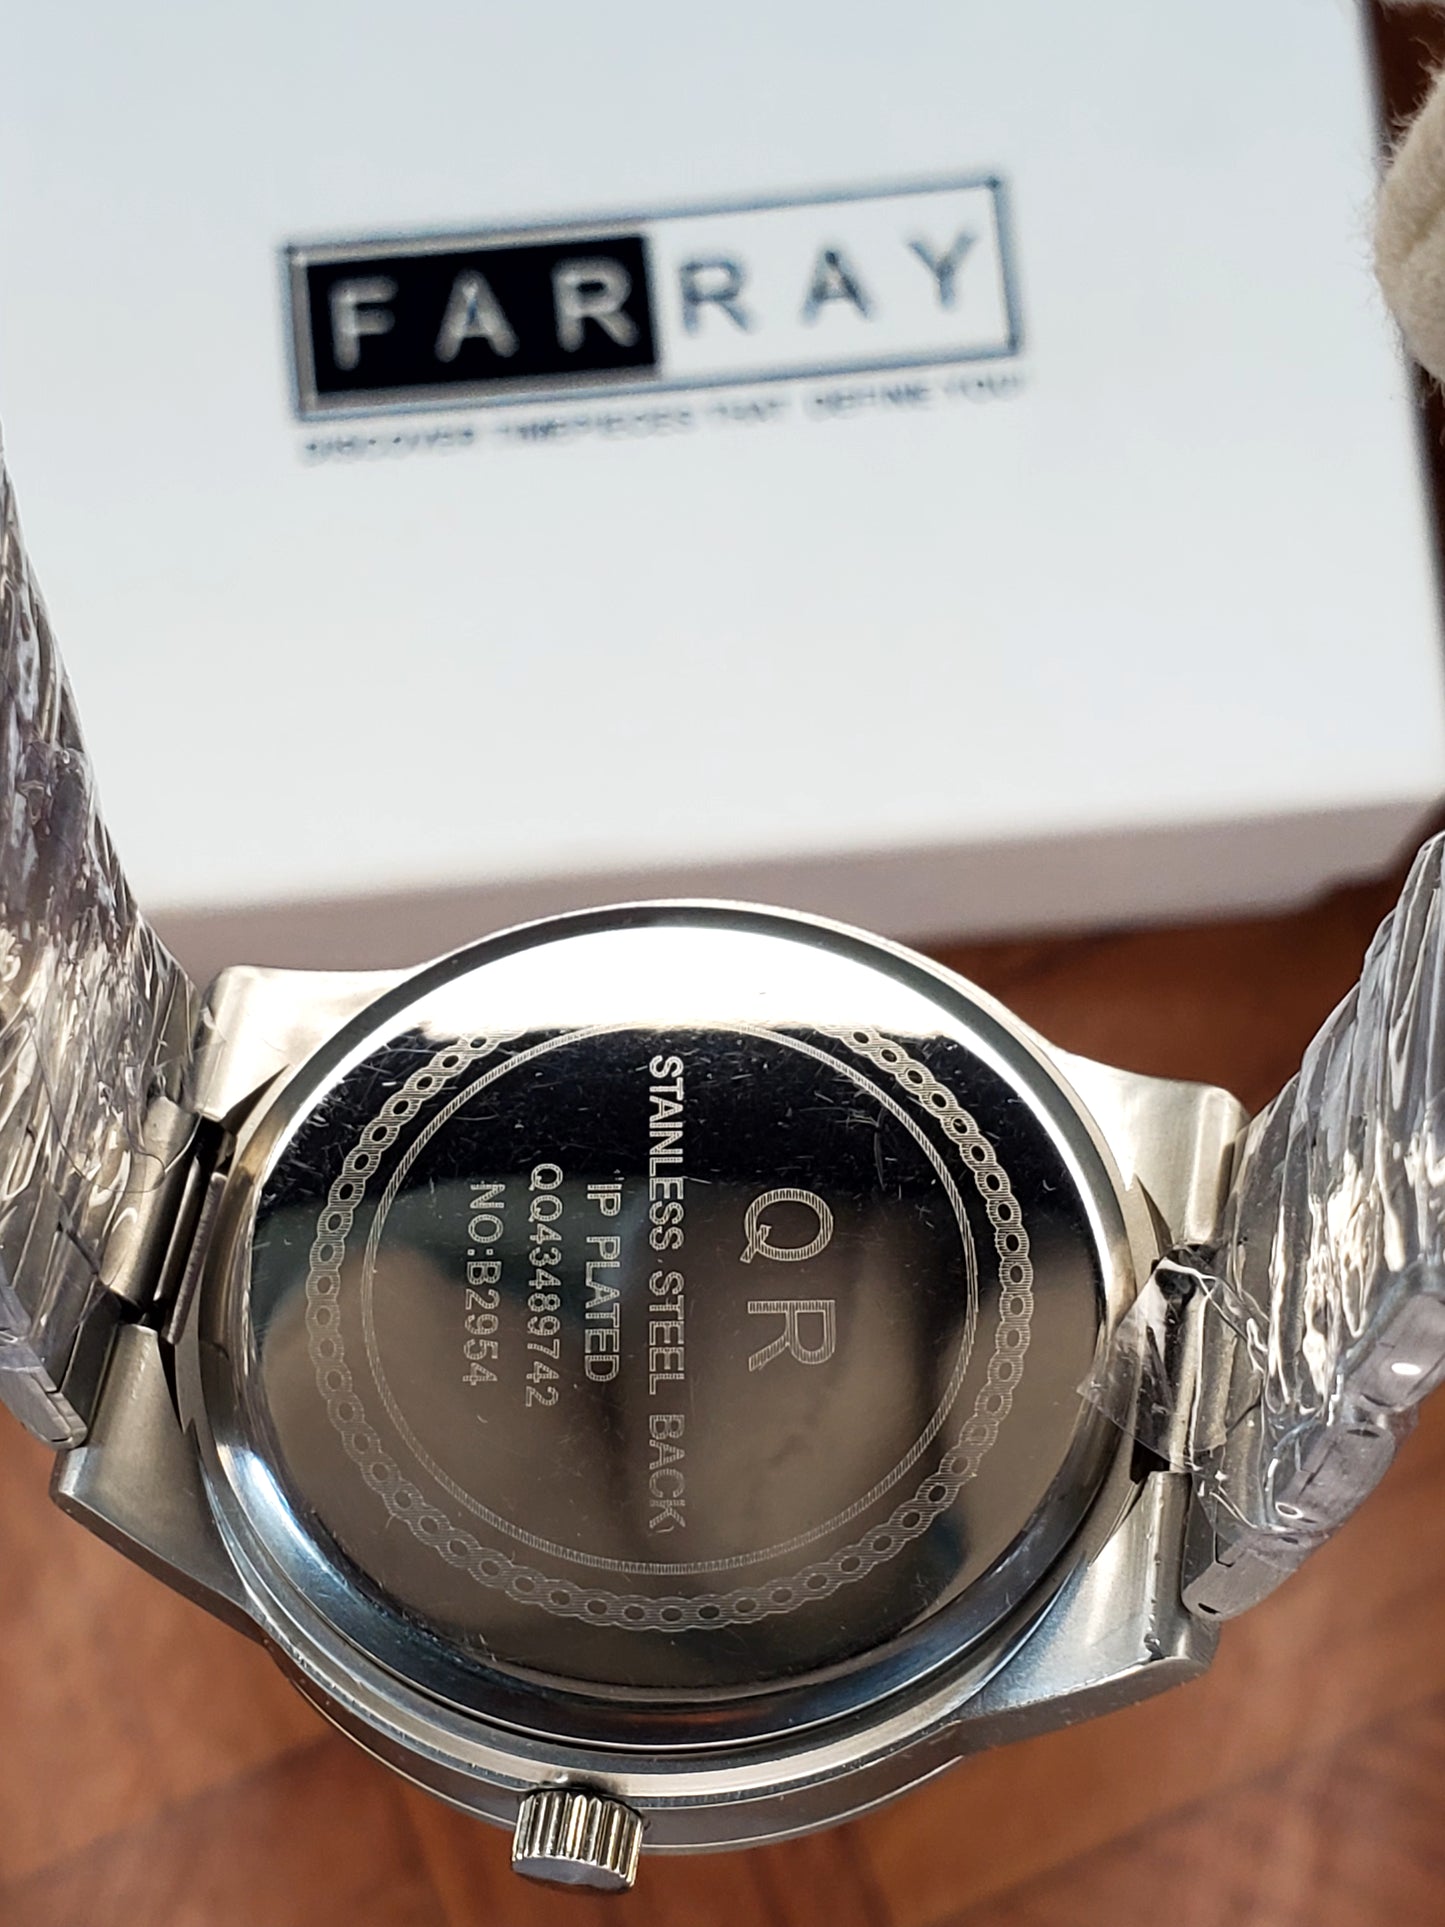 FARRAY
DISCOVER TIMEPIECES THAT DEFINE YOU!
QR
STAINLESS STEEL BACK
IP PLATED
QQ43489742
NO:B2954